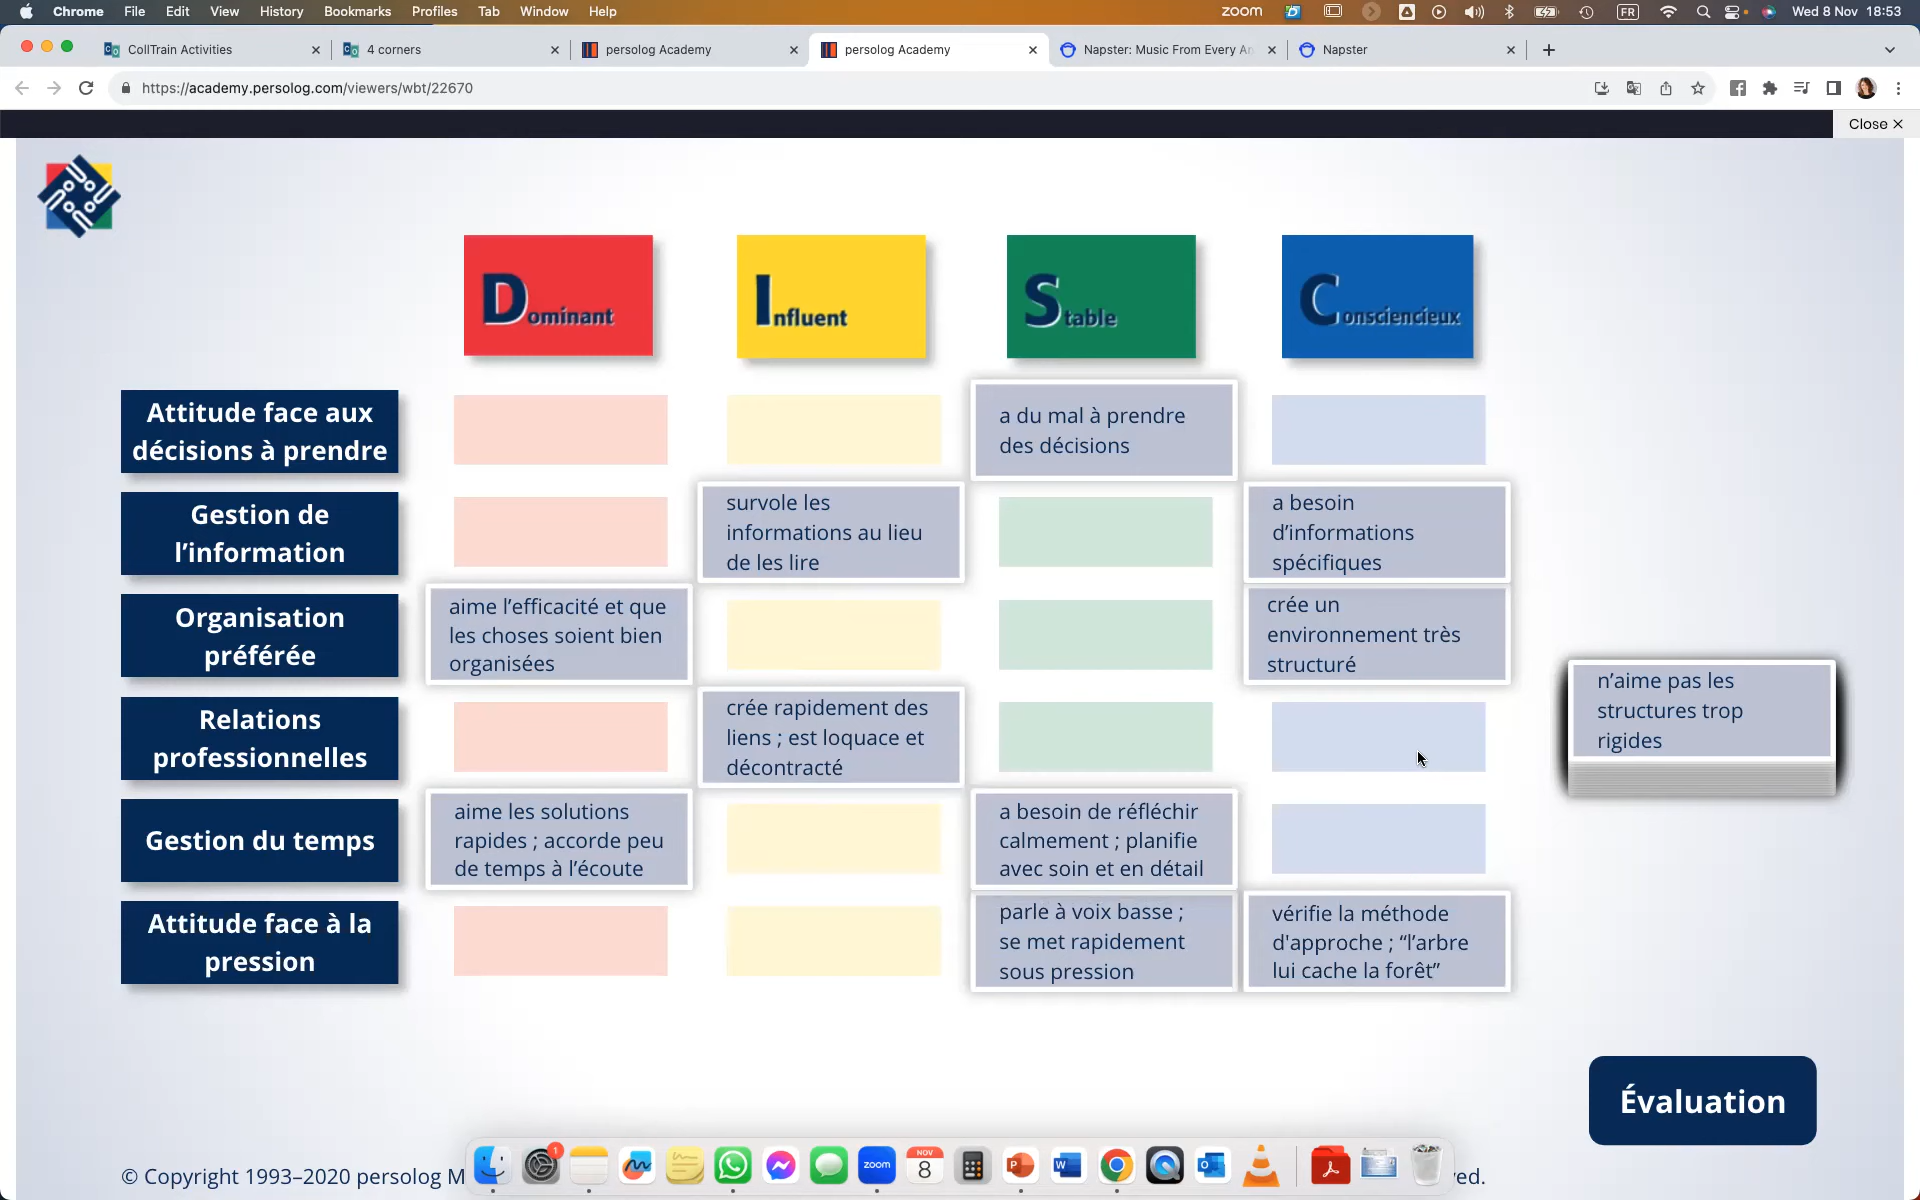 Chrome File Edit View History Bookmarks Profiles Tab Window Help
zoom FR Wed 8 Nov 18:53
CollTrain Activities
4 corners
persolog Academy
persolog Academy
Napster: Music From Every An
Napster
https://academy.persolog.com/viewers/wbt/22670
Close ×
Dominant
Influent
Stable
Consciencieux
Attitude face aux
décisions à prendre
a du mal à prendre
des décisions
Gestion de
l’information
survole les
informations au lieu
de les lire
a besoin
d’informations
spécifiques
Organisation
préférée
aime l’efficacité et que
les choses soient bien
organisées
crée un
environnement très
structuré
n’aime pas les
structures trop
rigides
Relations
professionnelles
crée rapidement des
liens ; est loquace et
décontracté
Gestion du temps
aime les solutions
rapides ; accorde peu
de temps à l’écoute
a besoin de réfléchir
calmement ; planifie
avec soin et en détail
Attitude face à la
pression
parle à voix basse ;
se met rapidement
sous pression
vérifie la méthode
d'approche ; “l’arbre
lui cache la forêt”
Évaluation
1
zoom
NOV
8
© Copyright 1993–2020 persolog M
ed.